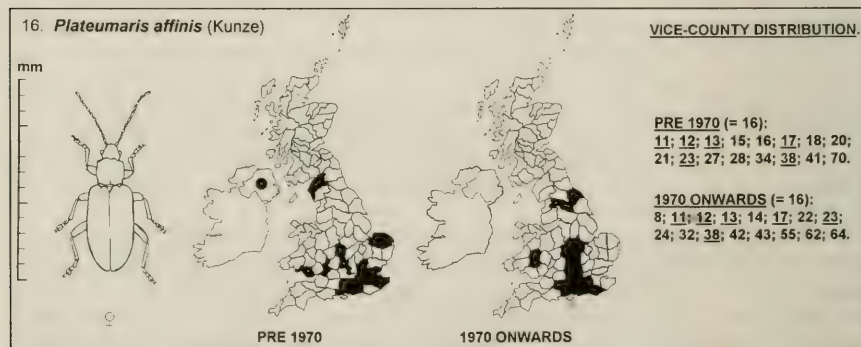 16. Plateumaris affinis (Kunze)
VICE-COUNTY DISTRIBUTION.
mm
PRE 1970 (= 16):
11; 12; 13; 15; 16; 17; 18; 20;
21; 23; 27; 28; 34; 38; 41; 70.
1970 ONWARDS (= 16):
8; 11; 12; 13; 14; 17; 22; 23;
24; 32; 38; 42; 43; 55; 62; 64.
♀
PRE 1970
1970 ONWARDS